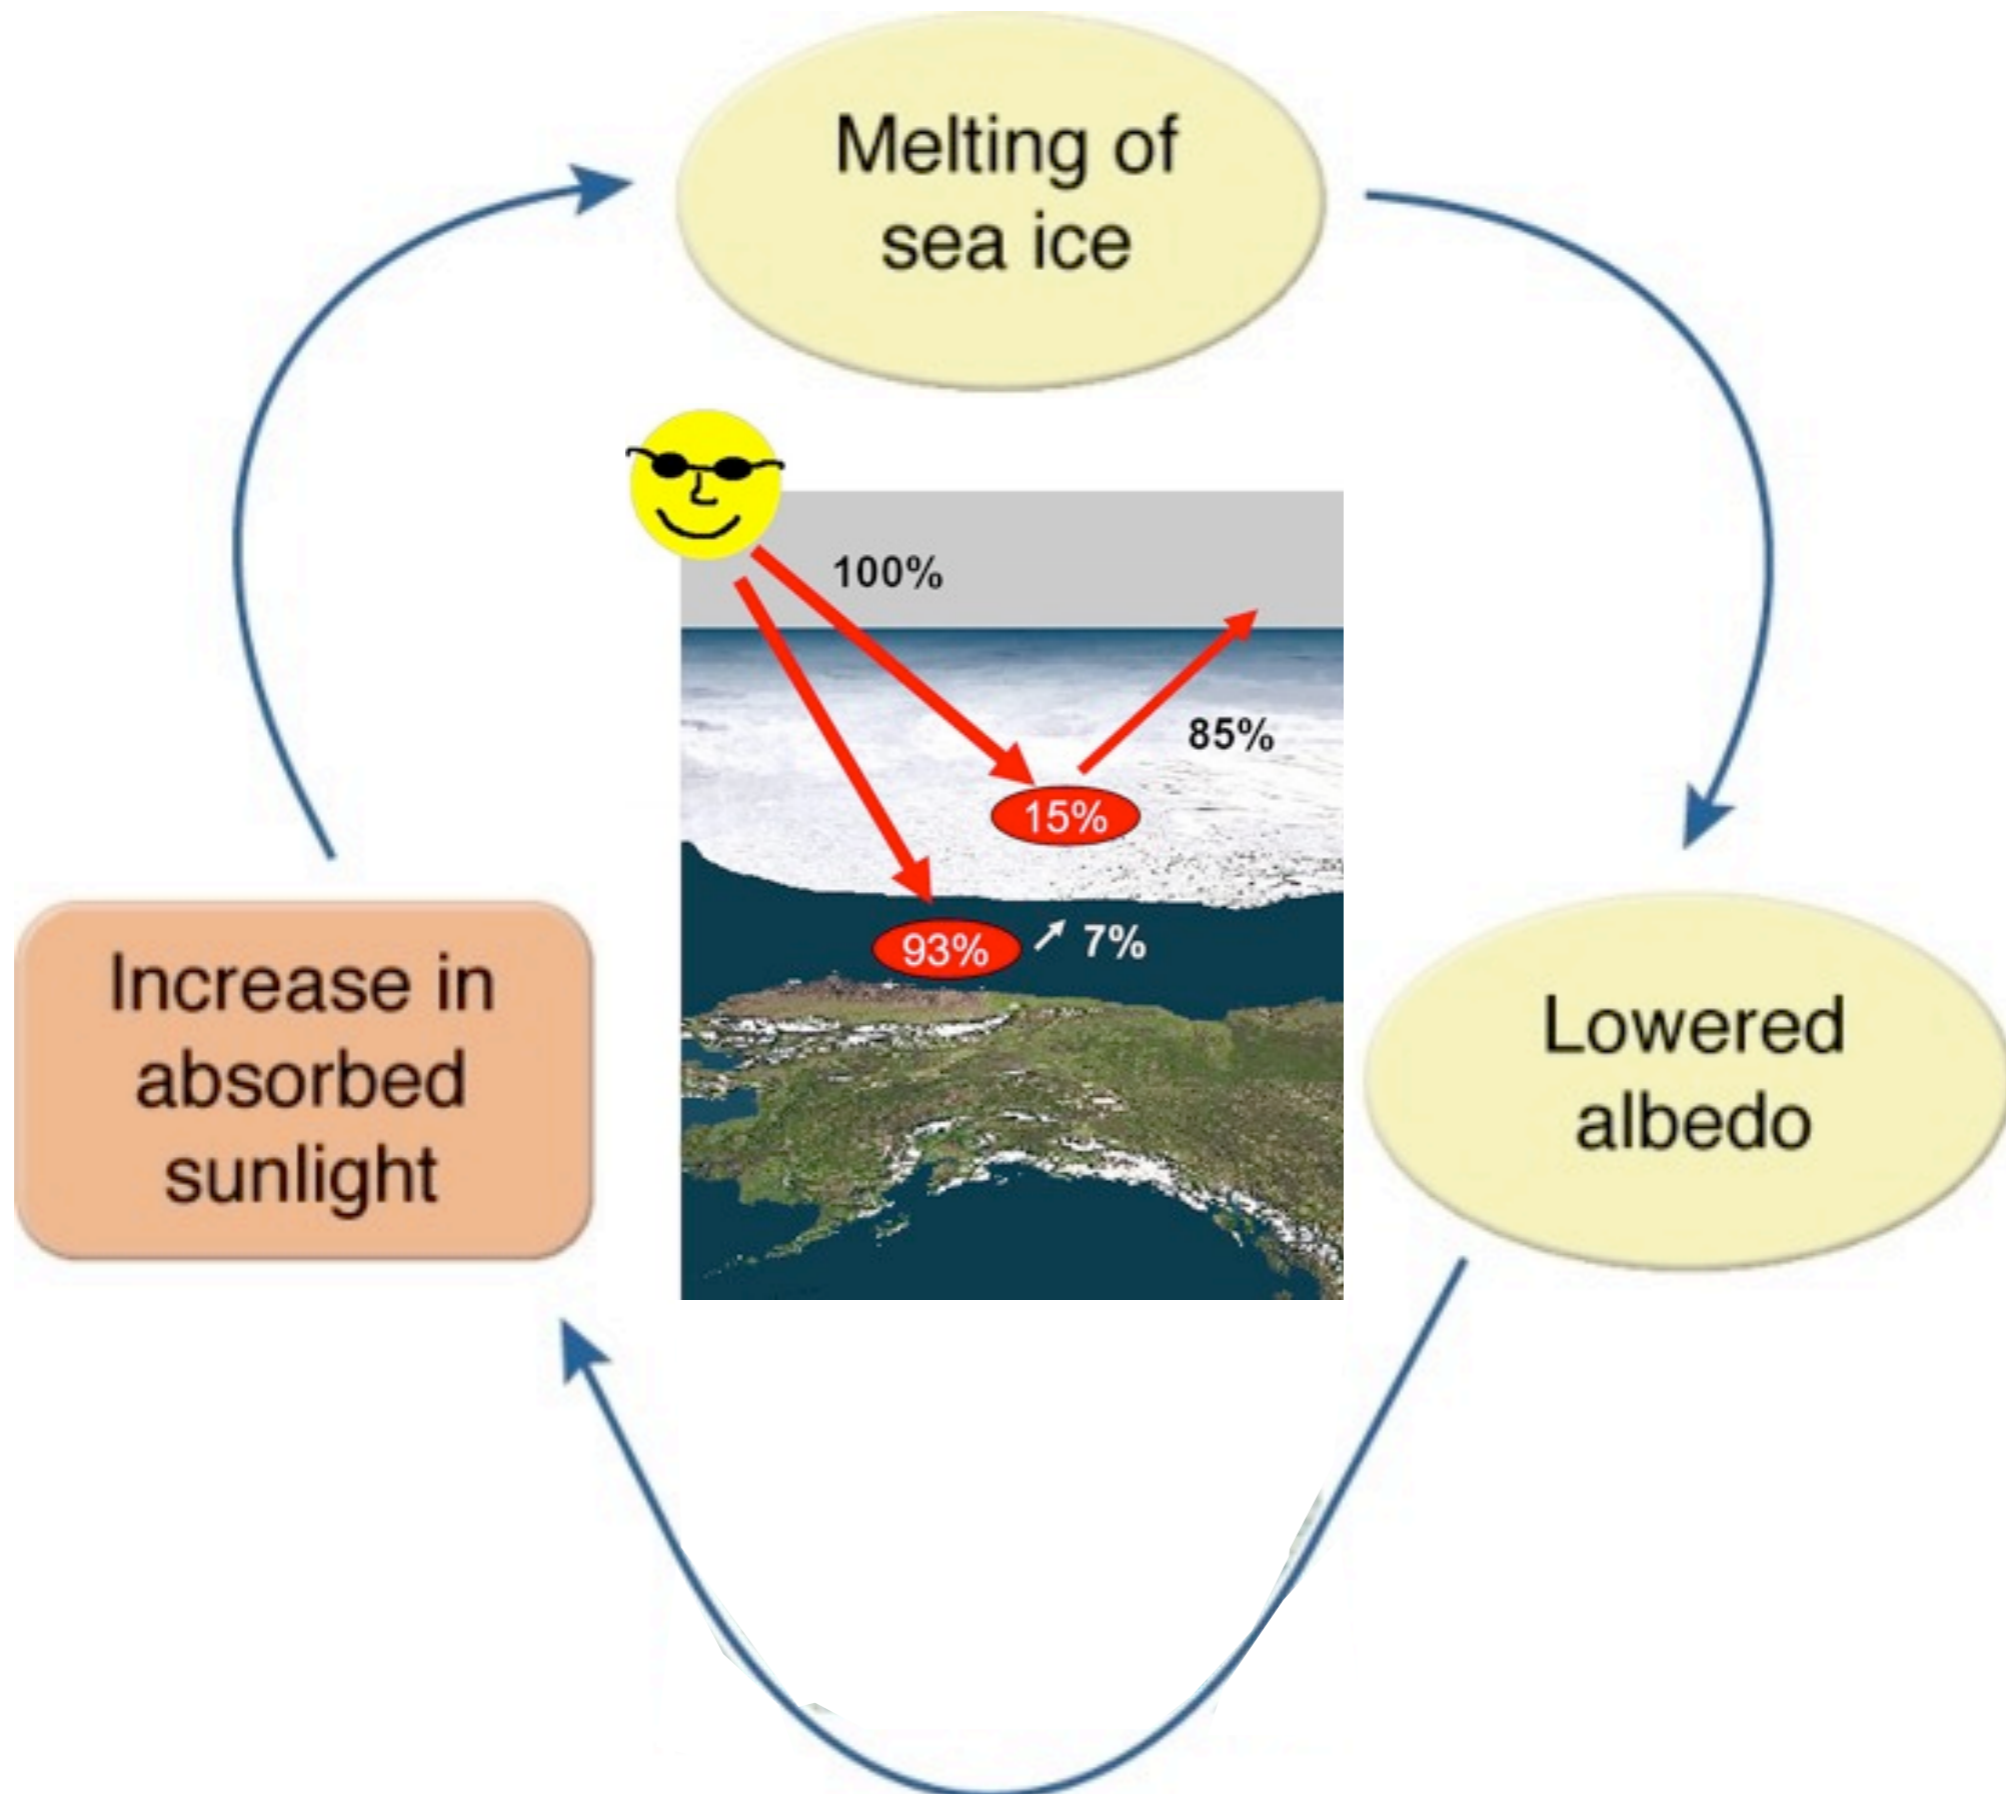 Melting of
sea ice
100%
85%
15%
93%
7%
Increase in
absorbed
sunlight
Lowered
albedo